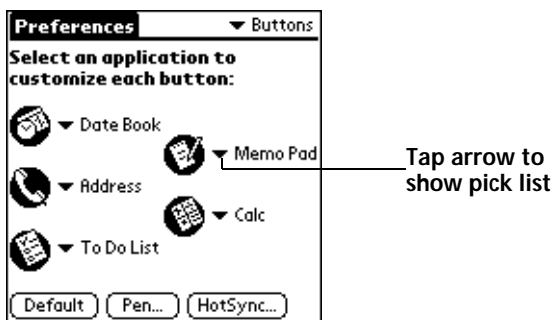 Preferences
Buttons
Select an application to
customize each button:
Date Book
Memo Pad
Address
Calc
To Do List
Default Pen... HotSync...
Tap arrow to
show pick list